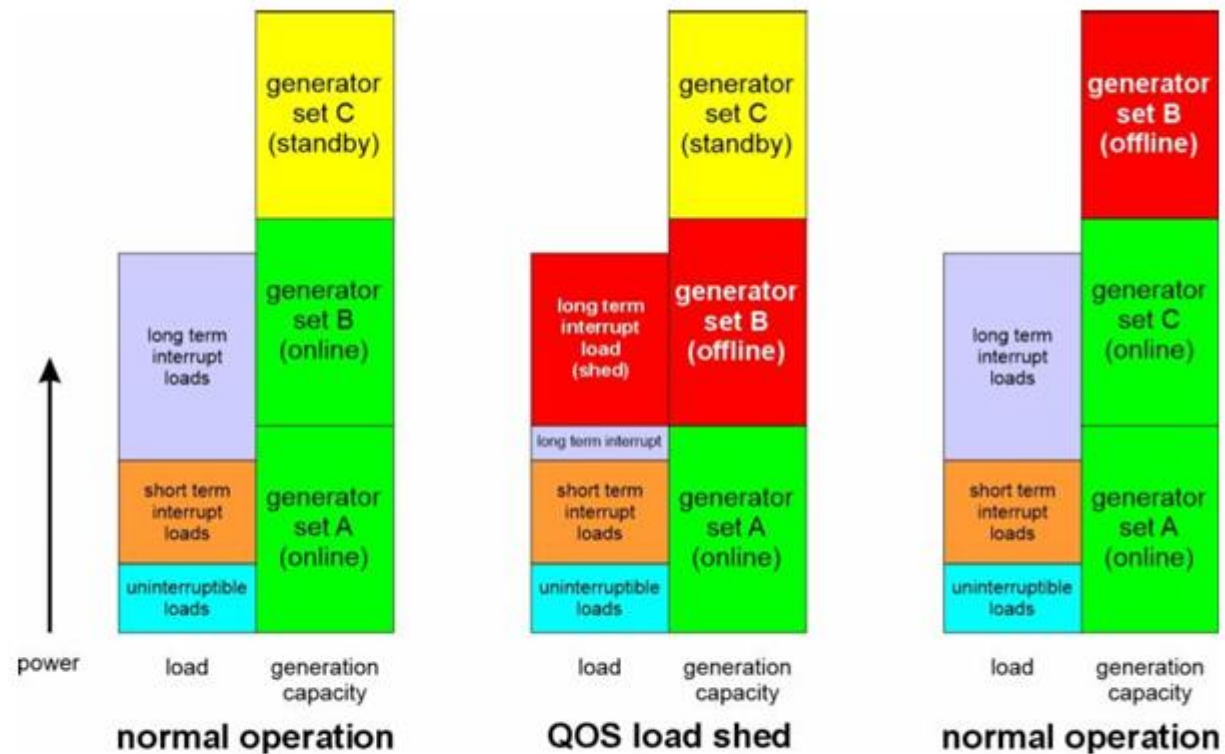 generator
set C
(standby)
generator
set B
(online)
long term
interrupt
loads
short term
interrupt
loads
generator
set A
(online)
uninterruptible
loads
power
load
generation
capacity
normal operation
generator
set C
(standby)
long term
interrupt
load
(shed)
generator
set B
(offline)
long term interrupt
short term
interrupt
loads
generator
set A
(online)
uninterruptible
loads
load
generation
capacity
QOS load shed
generator
set B
(offline)
generator
set C
(online)
long term
interrupt
loads
short term
interrupt
loads
generator
set A
(online)
uninterruptible
loads
load
generation
capacity
normal operation